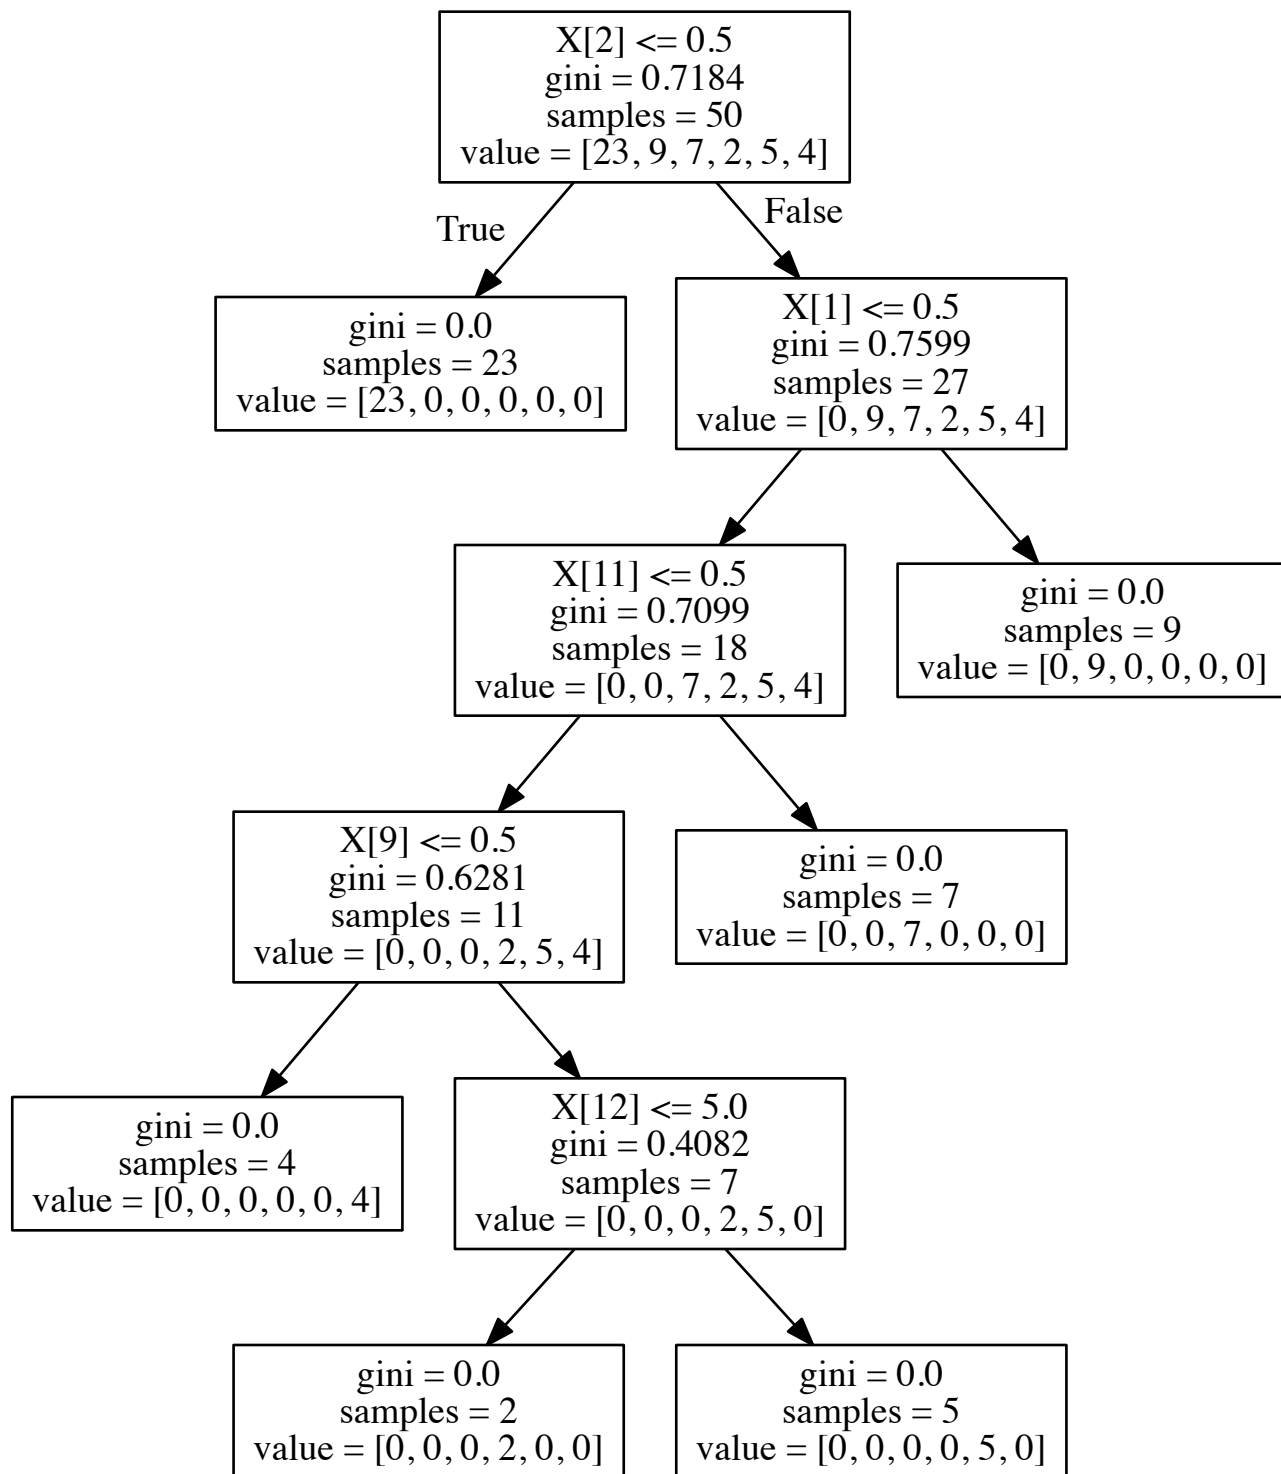 X[2] <= 0.5
gini = 0.7184
samples = 50
value = [23, 9, 7, 2, 5, 4]
True
False
gini = 0.0
samples = 23
value = [23, 0, 0, 0, 0, 0]
X[1] <= 0.5
gini = 0.7599
samples = 27
value = [0, 9, 7, 2, 5, 4]
X[11] <= 0.5
gini = 0.7099
samples = 18
value = [0, 0, 7, 2, 5, 4]
gini = 0.0
samples = 9
value = [0, 9, 0, 0, 0, 0]
X[9] <= 0.5
gini = 0.6281
samples = 11
value = [0, 0, 0, 2, 5, 4]
gini = 0.0
samples = 7
value = [0, 0, 7, 0, 0, 0]
gini = 0.0
samples = 4
value = [0, 0, 0, 0, 0, 4]
X[12] <= 5.0
gini = 0.4082
samples = 7
value = [0, 0, 0, 2, 5, 0]
gini = 0.0
samples = 2
value = [0, 0, 0, 2, 0, 0]
gini = 0.0
samples = 5
value = [0, 0, 0, 0, 5, 0]